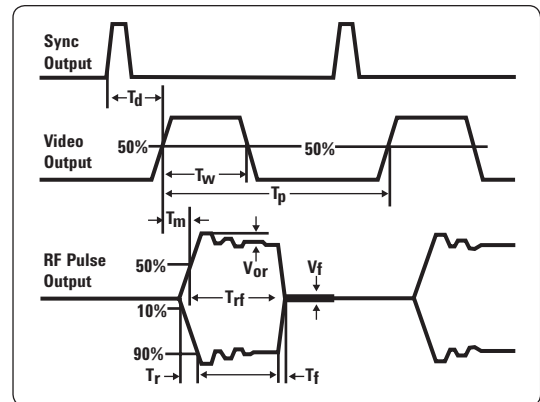 Sync
Output
Td
Video
Output
50%
50%
Tw
Tp
Tm
RF Pulse
Output
50%
Vor
Vf
Trf
10%
90%
Tr
Tf